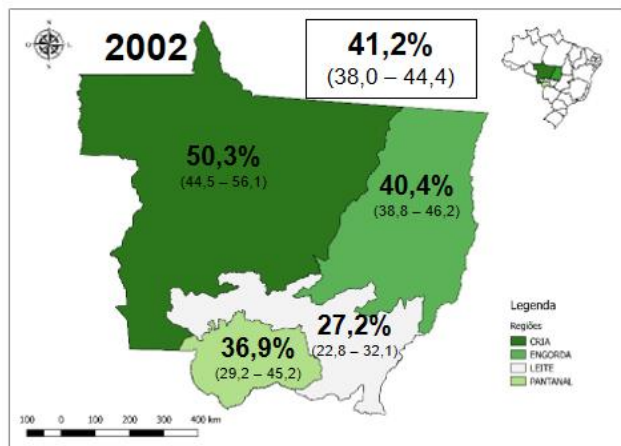 2002
41,2%
(38,0 – 44,4)
N
O
L
S
50,3%
(44,5 – 56,1)
40,4%
(38,8 – 46,2)
27,2%
(22,8 – 32,1)
36,9%
(29,2 – 45,2)
Legenda
Regiões
CRIA
ENGORDA
LEITE
PANTANAL
100 0 100 200 300 400 km